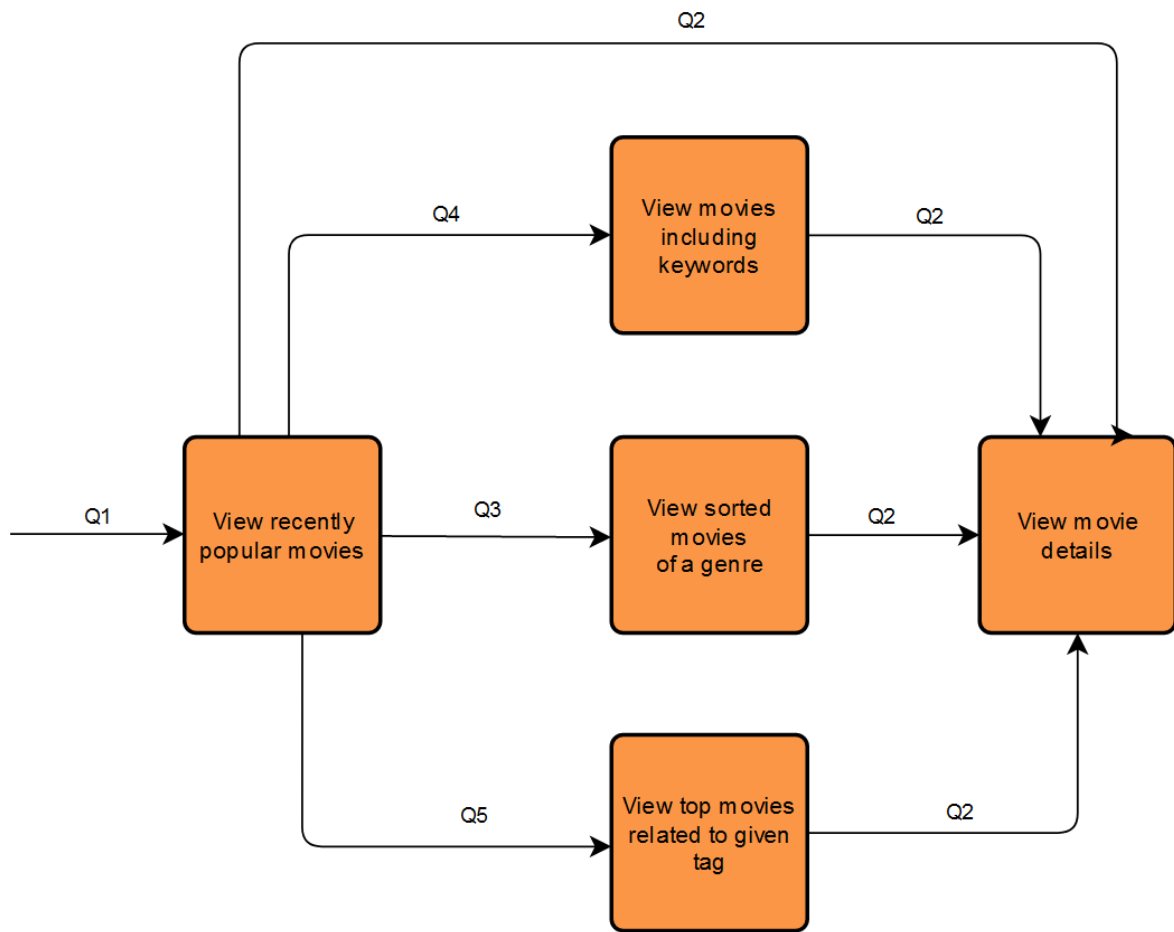 Q2
View movies
including
keywords
Q4
Q2
Q1
View recently
popular movies
Q3
View sorted
movies
of a genre
Q2
View movie
details
Q5
View top movies
related to given
tag
Q2